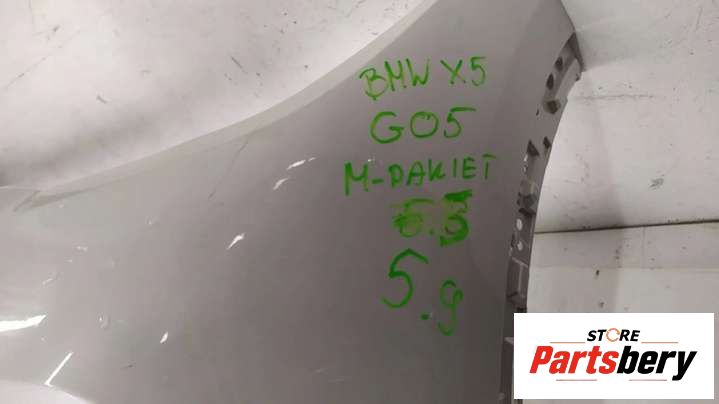 BMW X5
G05
M-PAKIET
5.9
STORE
Partsbery